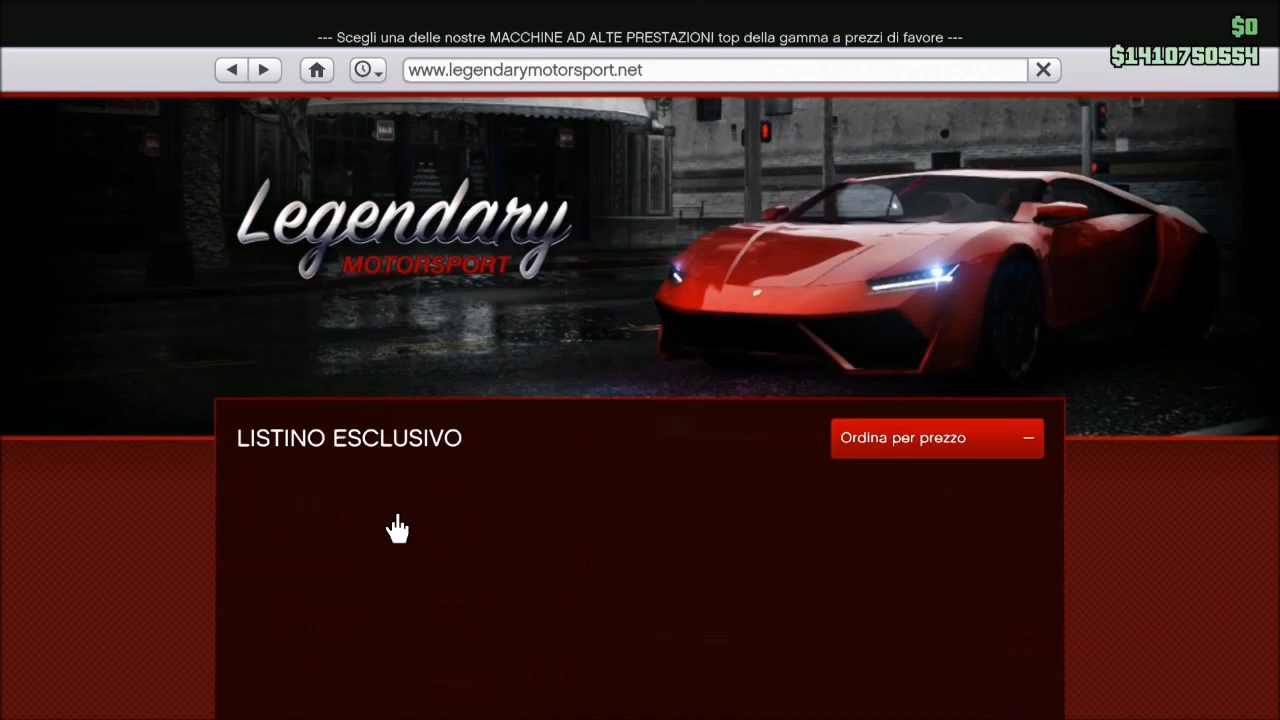 --- Scegli una delle nostre MACCHINE AD ALTE PRESTAZIONI top della gamma a prezzi di favore ---
$0
$1410750554
www.legendarymotorsport.net
SALE
Legendary
MOTORSPORT
LISTINO ESCLUSIVO
Ordina per prezzo